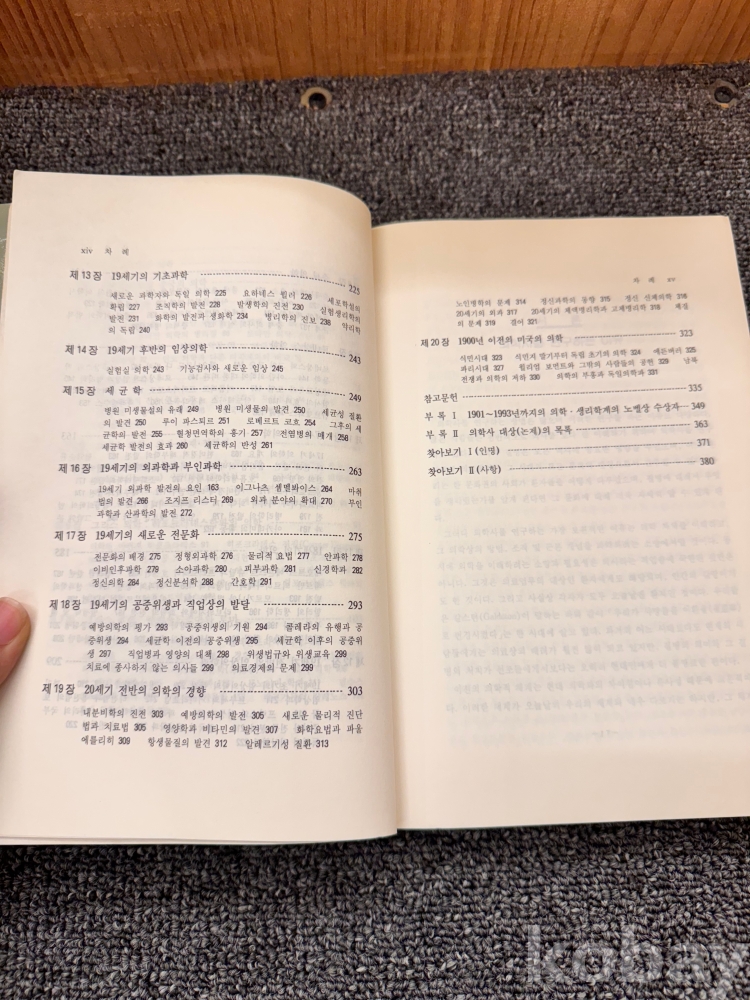 xiv 차 례
제 13 장 19세기의 기초과학 225
새로운 과학자와 독일 의학 225 요하네스 뮐러 226 세포학설의
확립 227 조직학의 발전 228 발생학의 진전 230 실험생리학의
발전 231 화학의 발전과 생화학 234 병리학의 진보 236 약리학
의 독립 240
제 14 장 19세기 후반의 임상의학 243
실험실 의학 243 기능검사와 새로운 임상 245
제 15 장 세 균 학 249
병원 미생물설의 유래 249 병원 미생물의 발견 250 세균성 질환
의 발견 250 루이 파스퇴르 251 로베르트 코흐 254 그후의 세
균학의 발전 255 혈청면역학의 흥기 257 전염병의 매개 258
세균학 발전의 효과 260 세균학의 반성 261
제 16 장 19세기의 외과학과 부인과학 263
19세기 외과학 발전의 요인 163 이그나츠 젬멜봐이스 264 마취
법의 발견 266 조지프 리스터 269 외과 분야의 확대 270 부인
과학과 산과학의 발전 272
제 17 장 19세기의 새로운 전문화 275
전문화의 배경 275 정형외과학 276 물리적 요법 277 안과학 278
이비인후과학 279 소아과학 280 피부과학 281 신경학과 282
정신의학 284 정신분석학 288 간호학 291
제 18 장 19세기의 공중위생과 직업상의 발달 293
예방의학의 평가 293 공중위생의 기원 294 콜레라의 유행과 공
중위생 294 세균학 이전의 공중위생 295 세균학 이후의 공중위
생 297 직업병과 영양의 대책 298 위생법규와 위생교육 299
치료에 종사하지 않는 의사들 299 의료경제의 문제 299
제 19 장 20세기 전반의 의학의 경향 303
내분비학의 진전 303 예방의학의 발전 305 새로운 물리적 진단
법과 치료법 305 영양학과 비타민의 발견 307 화학요법과 파울
에를리히 309 항생물질의 발견 312 알레르기성 질환 313
차 례 xv
노인병학의 문제 314 정신과학의 동향 315 정신 신체의학 316
20세기의 외과 317 20세기의 체액병리학과 고체병리학 318 체질
의 문제 319 결어 321
제 20 장 1900년 이전의 미국의 의학 323
식민시대 323 식민지 말기부터 독립 초기의 의학 324 에든버러 325
파리시대 327 윌리엄 보먼트와 그밖의 사람들의 공헌 329 남북
전쟁과 의학의 저하 330 의학의 부흥과 독일의학과 331
참고문헌 335
부 록 I 1901~1993년까지의 의학·생리학계의 노벨상 수상자 349
부 록 II 의학사 대상(논제)의 목록 363
찾아보기 I (인명) 371
찾아보기 II (사항) 380
kobay